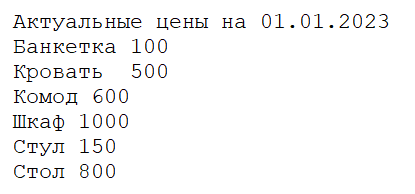 Актуальные цены на 01.01.2023
Банкетка 100
Кровать  500
Комод 600
Шкаф 1000
Стул 150
Стол 800